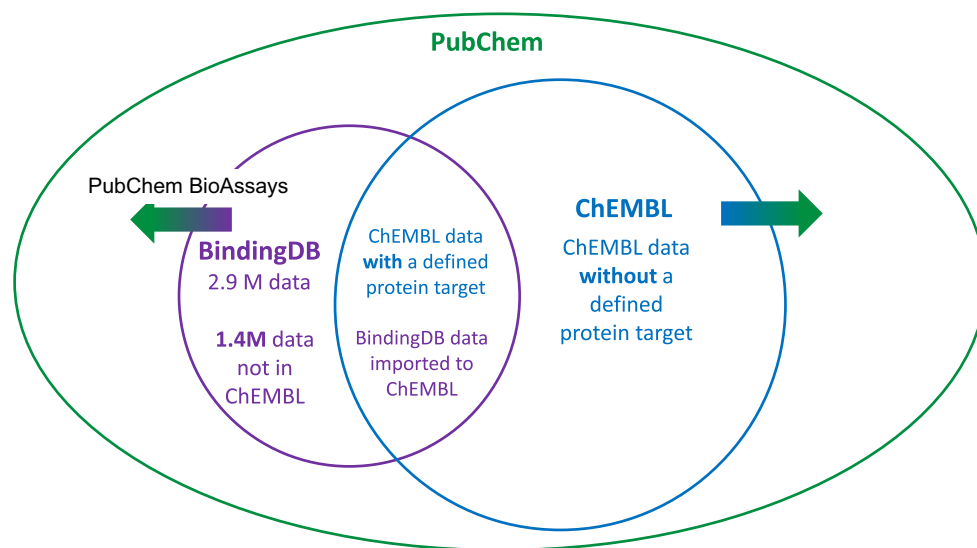 PubChem
PubChem BioAssays
BindingDB
2.9 M data
1.4M data
not in
ChEMBL
ChEMBL data
with a defined
protein target
BindingDB data
imported to
ChEMBL
ChEMBL
ChEMBL data
without a
defined
protein target